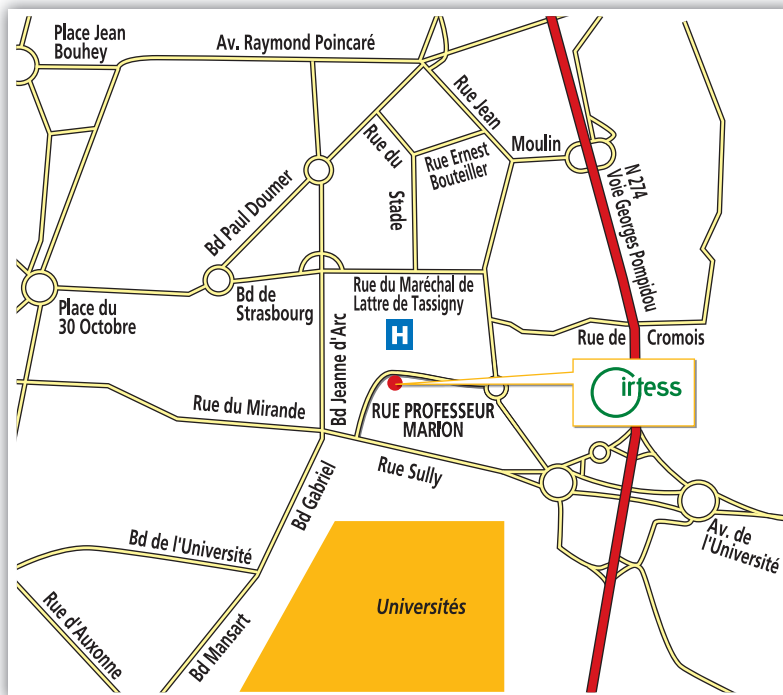 Place Jean
Bouhey
Av. Raymond Poincaré
Rue Jean
Moulin
Rue du
Stade
Rue Ernest
Bouteiller
N 274
Voie Georges Pompidou
Bd Paul Doumer
Place du
30 Octobre
Bd de
Strasbourg
Rue du Maréchal de
Lattre de Tassigny
H
Rue de Cromois
Bd Jeanne d'Arc
irtess
Rue du Mirande
RUE PROFESSEUR
MARION
Rue Sully
Bd Gabriel
Av. de
l'Université
Bd de l'Université
Rue d'Auxonne
Bd Mansart
Universités